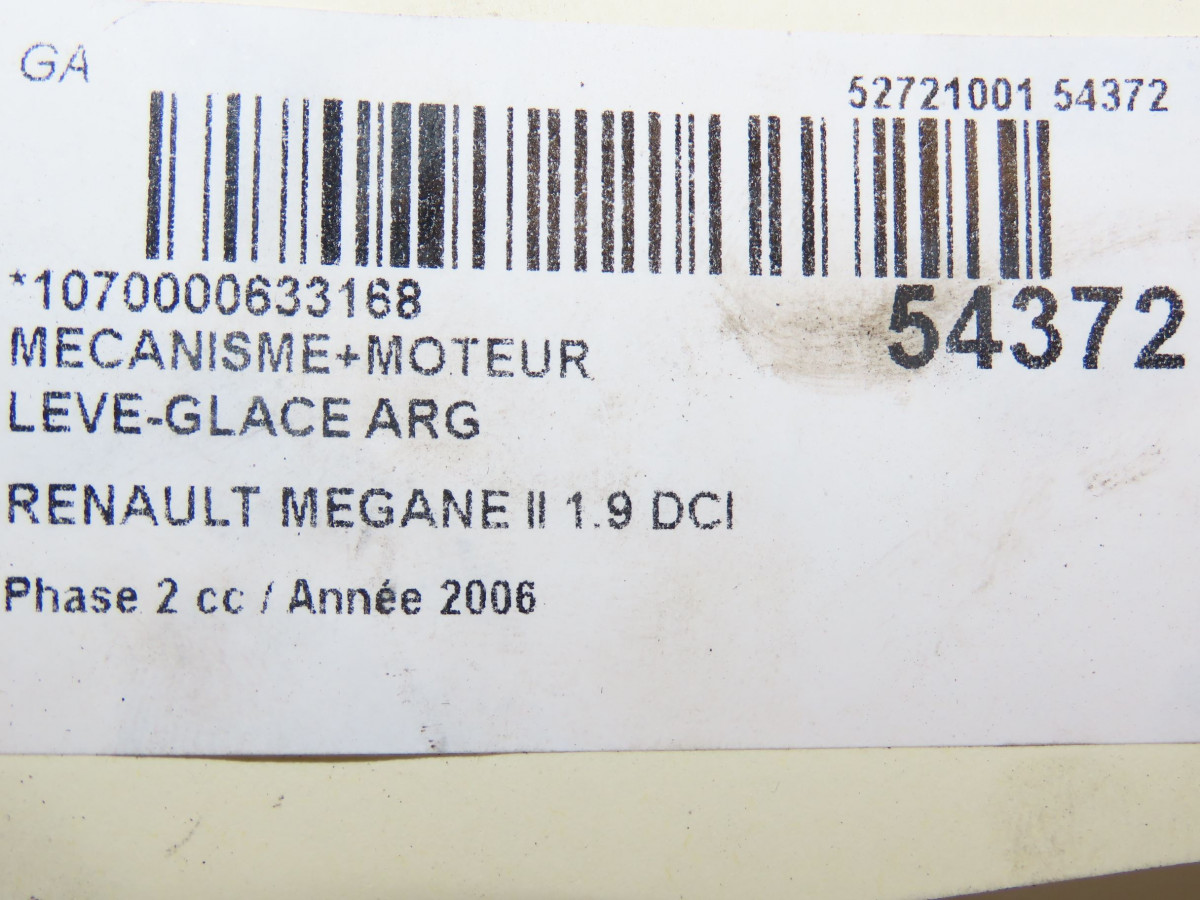 GA
52721001 54372
*1070000633168
54372
MECANISME+MOTEUR
LEVE-GLACE ARG
RENAULT MEGANE II 1.9 DCI
Phase 2 cc / Année 2006